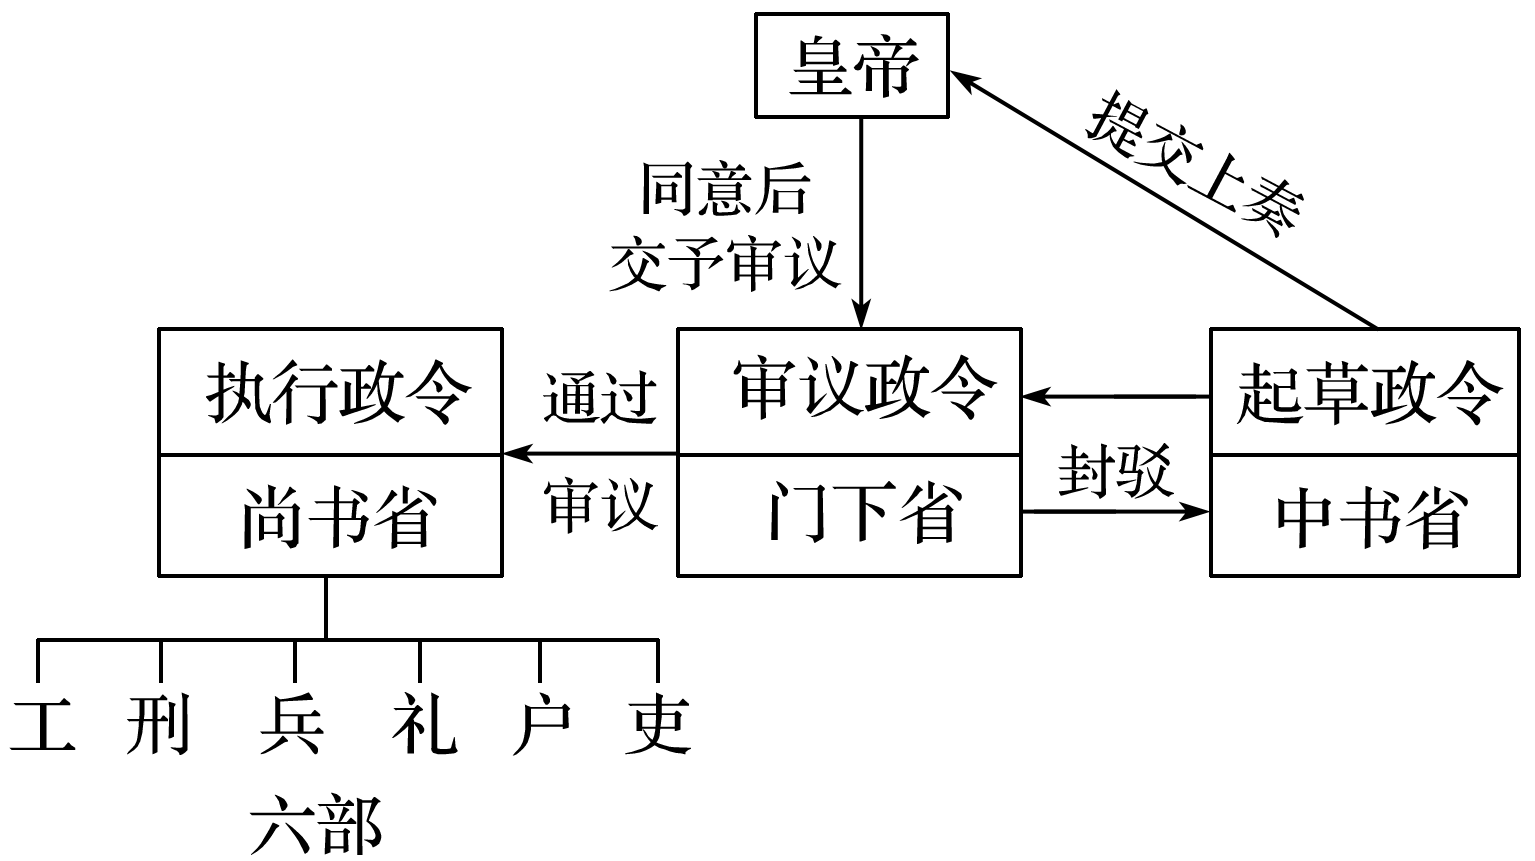 皇帝
提交上奏
同意后
交予审议
执行政令
通过
审议政令
起草政令
尚书省
审议
门下省
封驳
中书省
工 刑 兵 礼 户 吏
六部